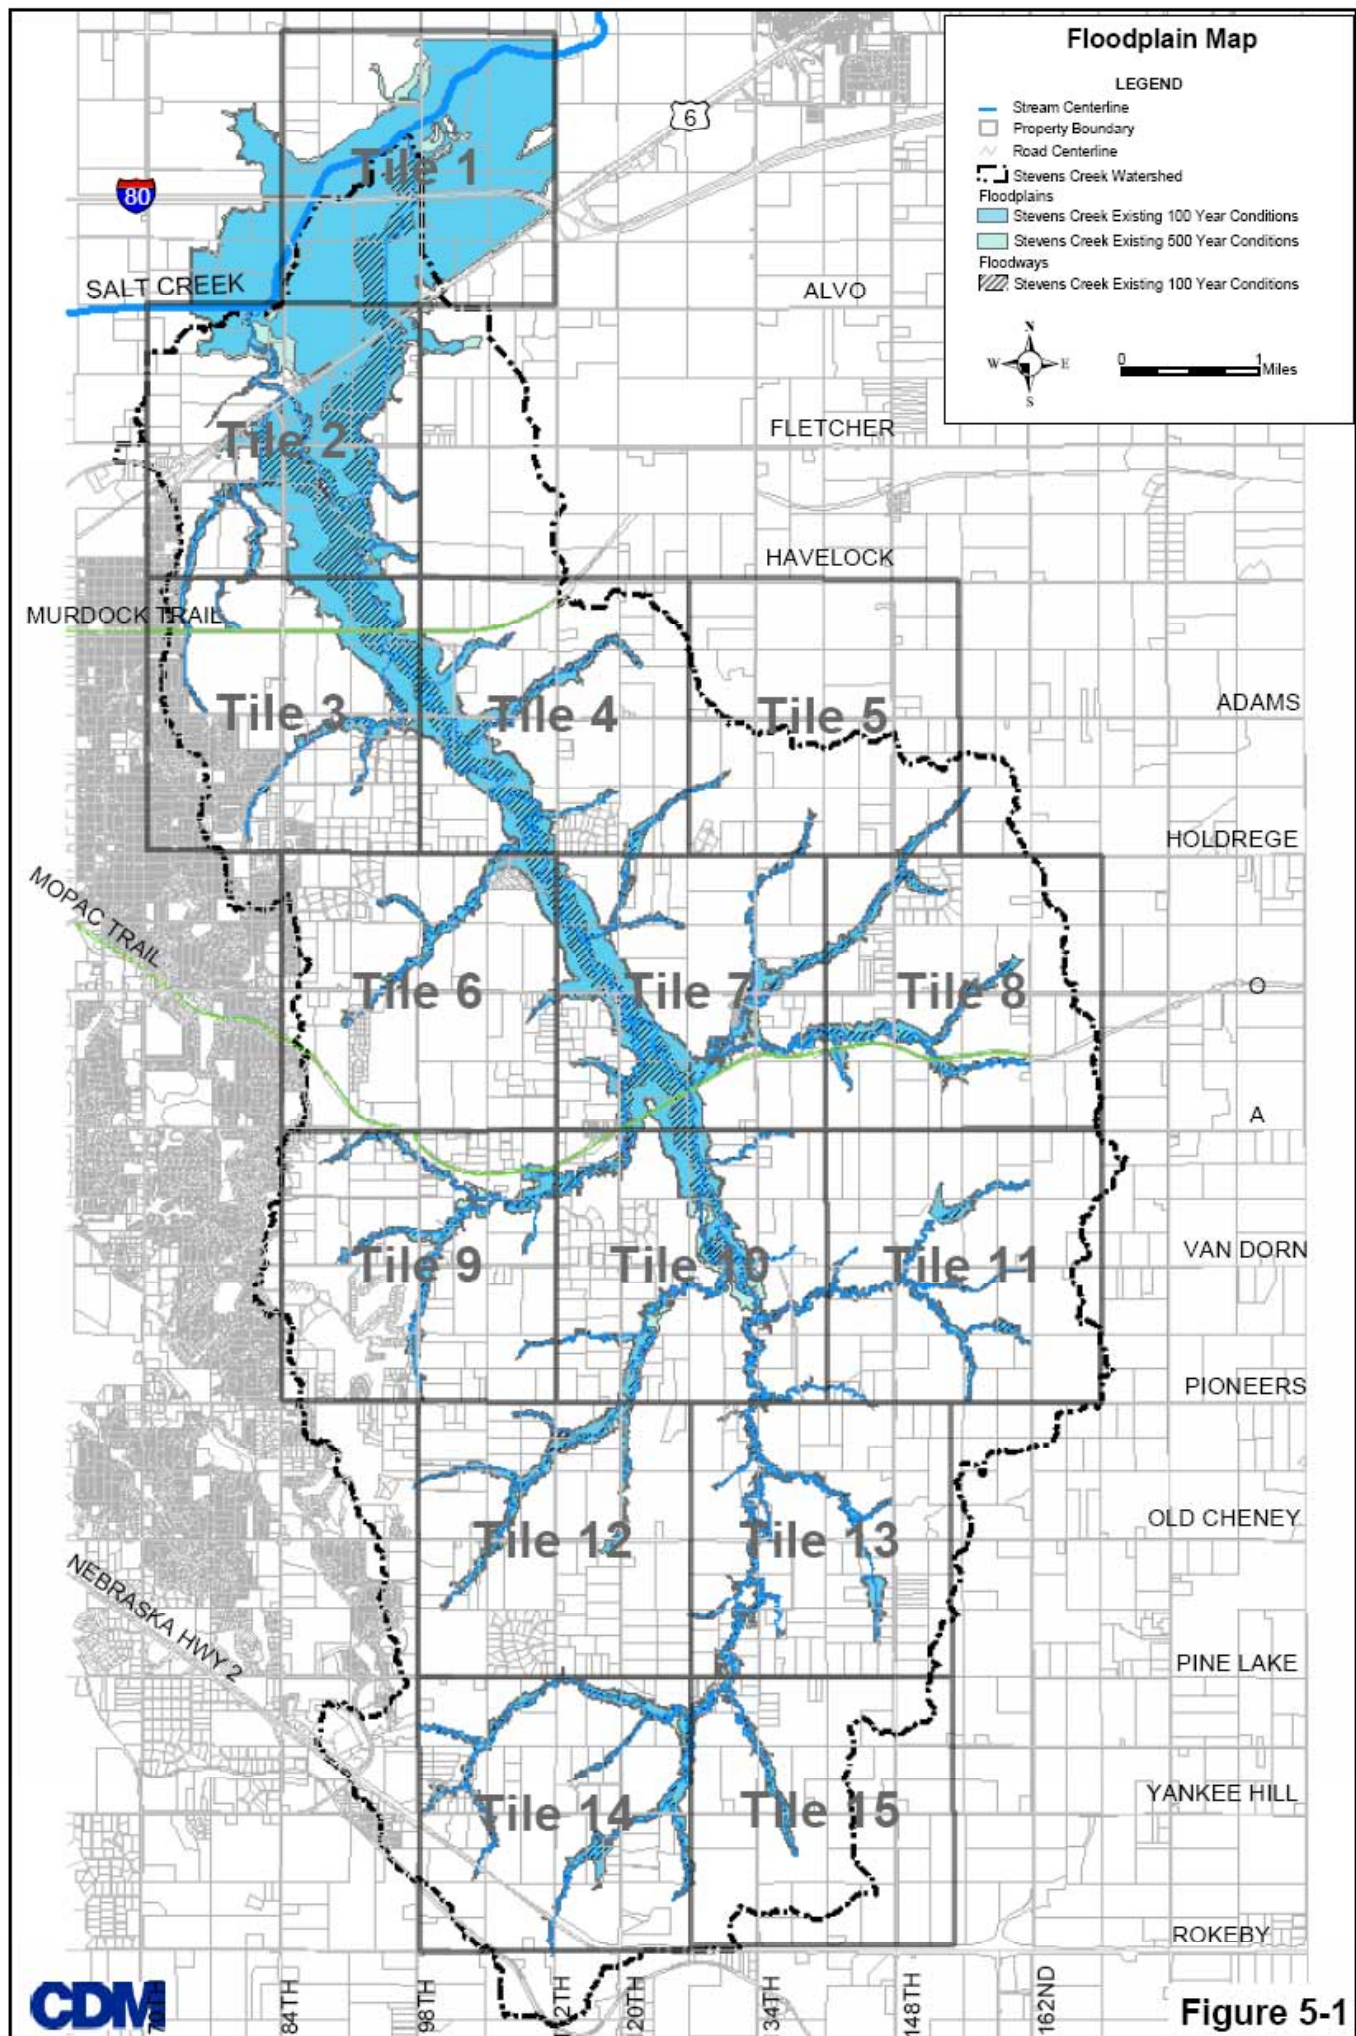 Floodplain Map
LEGEND
Stream Centerline
Property Boundary
Road Centerline
Stevens Creek Watershed
Floodplains
Stevens Creek Existing 100 Year Conditions
Stevens Creek Existing 500 Year Conditions
Floodways
Stevens Creek Existing 100 Year Conditions
N
W E
S
0 1
Miles
6
Tile 1
80
SALT CREEK
ALVO
FLETCHER
Tile 2
HAVELOCK
MURDOCK TRAIL
ADAMS
Tile 3
Tile 4
Tile 5
HOLDREGE
MOPAC TRAIL
Tile 6
Tile 7
Tile 8
O
A
VAN DORN
Tile 9
Tile 10
Tile 11
PIONEERS
OLD CHENEY
Tile 12
Tile 13
NEBRASKA HWY 2
PINE LAKE
YANKEE HILL
Tile 14
Tile 15
ROKEBY
CDM
84TH
98TH
148TH
162ND
Figure 5-1